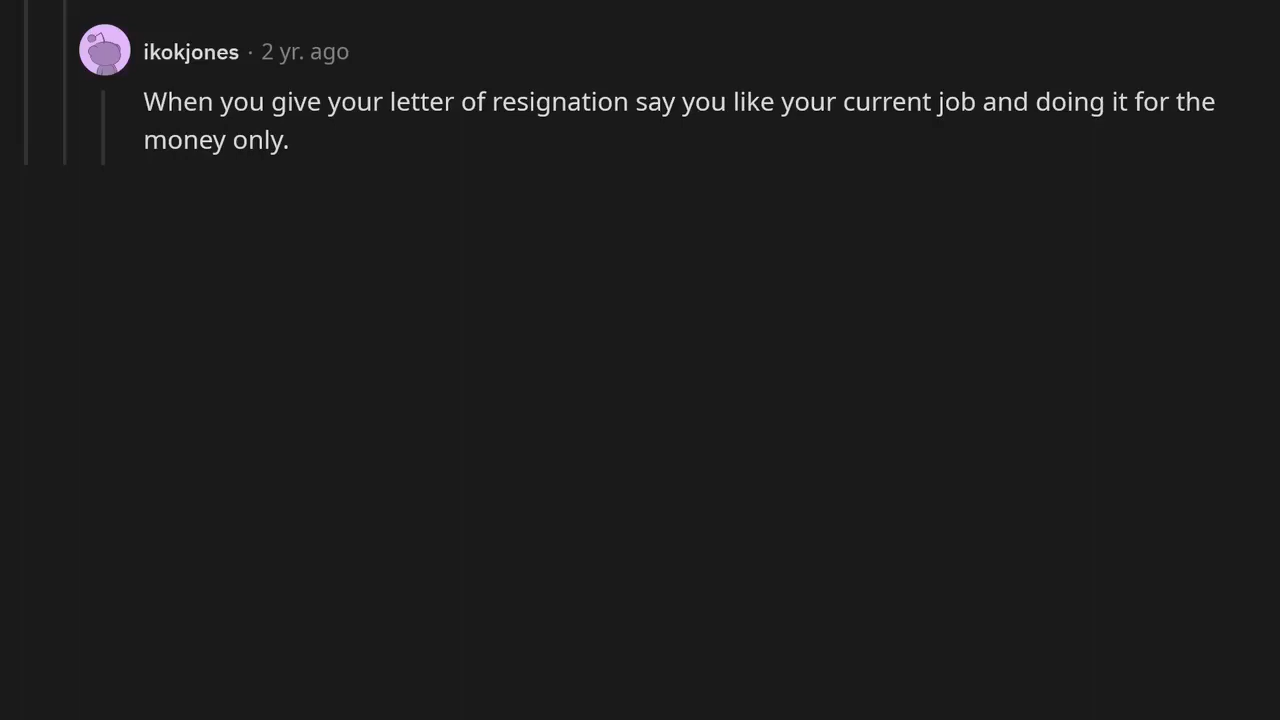 ikokjones · 2 yr. ago
When you give your letter of resignation say you like your current job and doing it for the
money only.